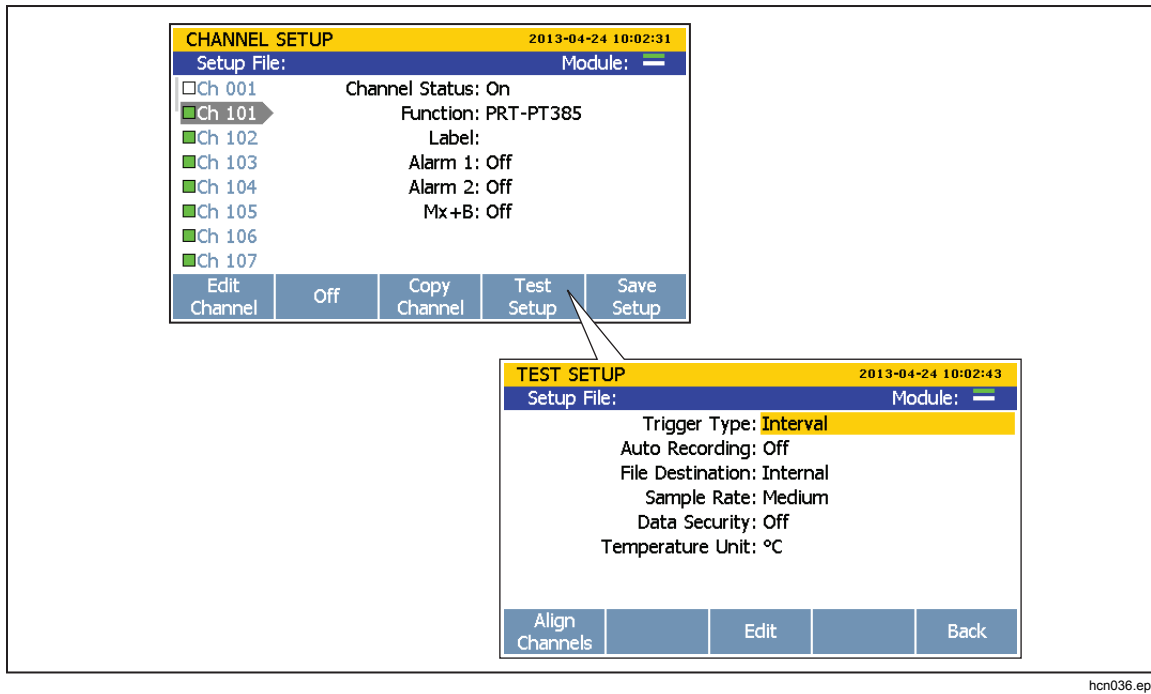 CHANNEL SETUP 2013-04-24 10:02:31
Setup File: Module:
Ch 001 Channel Status: On
Ch 101 Function: PRT-PT385
Ch 102 Label:
Ch 103 Alarm 1: Off
Ch 104 Alarm 2: Off
Ch 105 Mx+B: Off
Ch 106
Ch 107
Edit Channel Off Copy Channel Test Setup Save Setup
TEST SETUP 2013-04-24 10:02:43
Setup File: Module:
Trigger Type: Interval
Auto Recording: Off
File Destination: Internal
Sample Rate: Medium
Data Security: Off
Temperature Unit: °C
Align Channels Edit Back
hcn036.ep